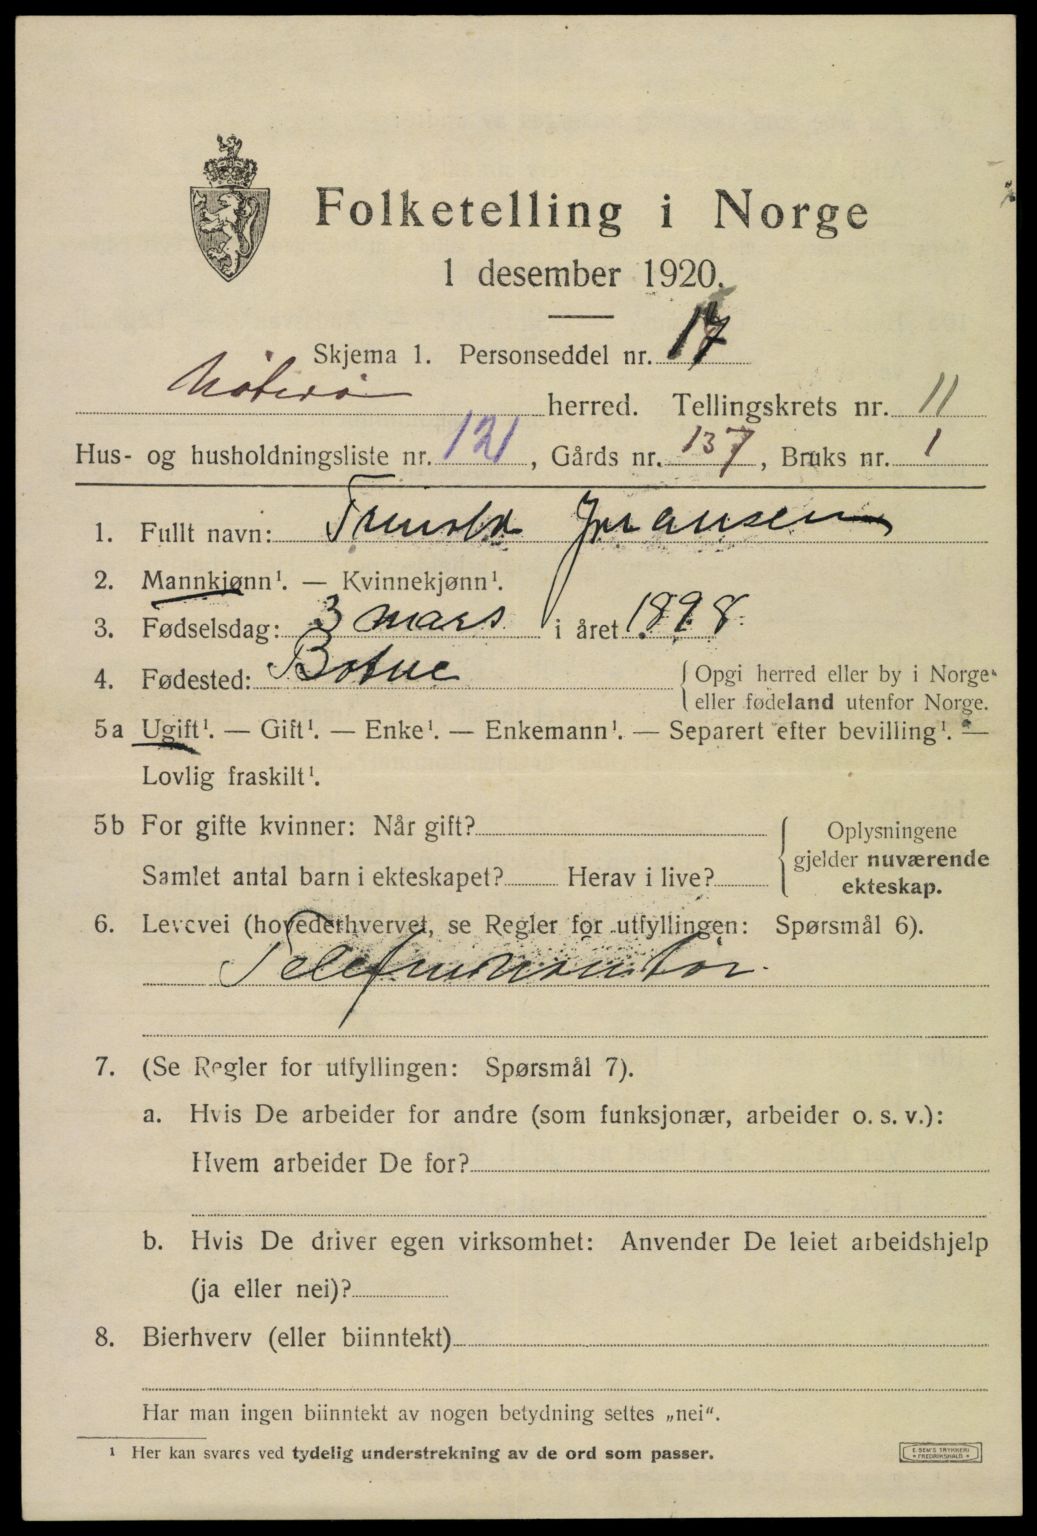 Folketelling i Norge
1 desember 1920.
Skjema 1. Personseddel nr. 17
Nøterø herred. Tellingskrets nr. 11
Hus- og husholdningsliste nr. 121, Gårds nr. 137, Bruks nr. 1
1. Fullt navn: Johansen
2. Mannkjønn¹. — Kvinnekjønn¹.
3. Fødselsdag: 3 mars i året 1898.
4. Fødested: Botne
{ Opgi herred eller by i Norge
eller fødeland utenfor Norge.
5a Ugift¹. — Gift¹. — Enke¹. — Enkemann¹. — Separert efter bevilling¹. —
Lovlig fraskilt¹.
5b For gifte kvinner: Når gift?
Samlet antal barn i ekteskapet? Herav i live?
{ Oplysningene
gjelder nuværende
ekteskap.
6. Levevei (hovederhvervet, se Regler for utfyllingen: Spørsmål 6).
Telefonmontør.
7. (Se Regler for utfyllingen: Spørsmål 7).
a. Hvis De arbeider for andre (som funksjonær, arbeider o. s. v.):
Hvem arbeider De for?
b. Hvis De driver egen virksomhet: Anvender De leiet arbeidshjelp
(ja eller nei)?
8. Bierhverv (eller biinntekt)
Har man ingen biinntekt av nogen betydning settes „nei".
¹ Her kan svares ved tydelig understrekning av de ord som passer.
E. SEM'S TRYKKERI
FREDRIKSHALD